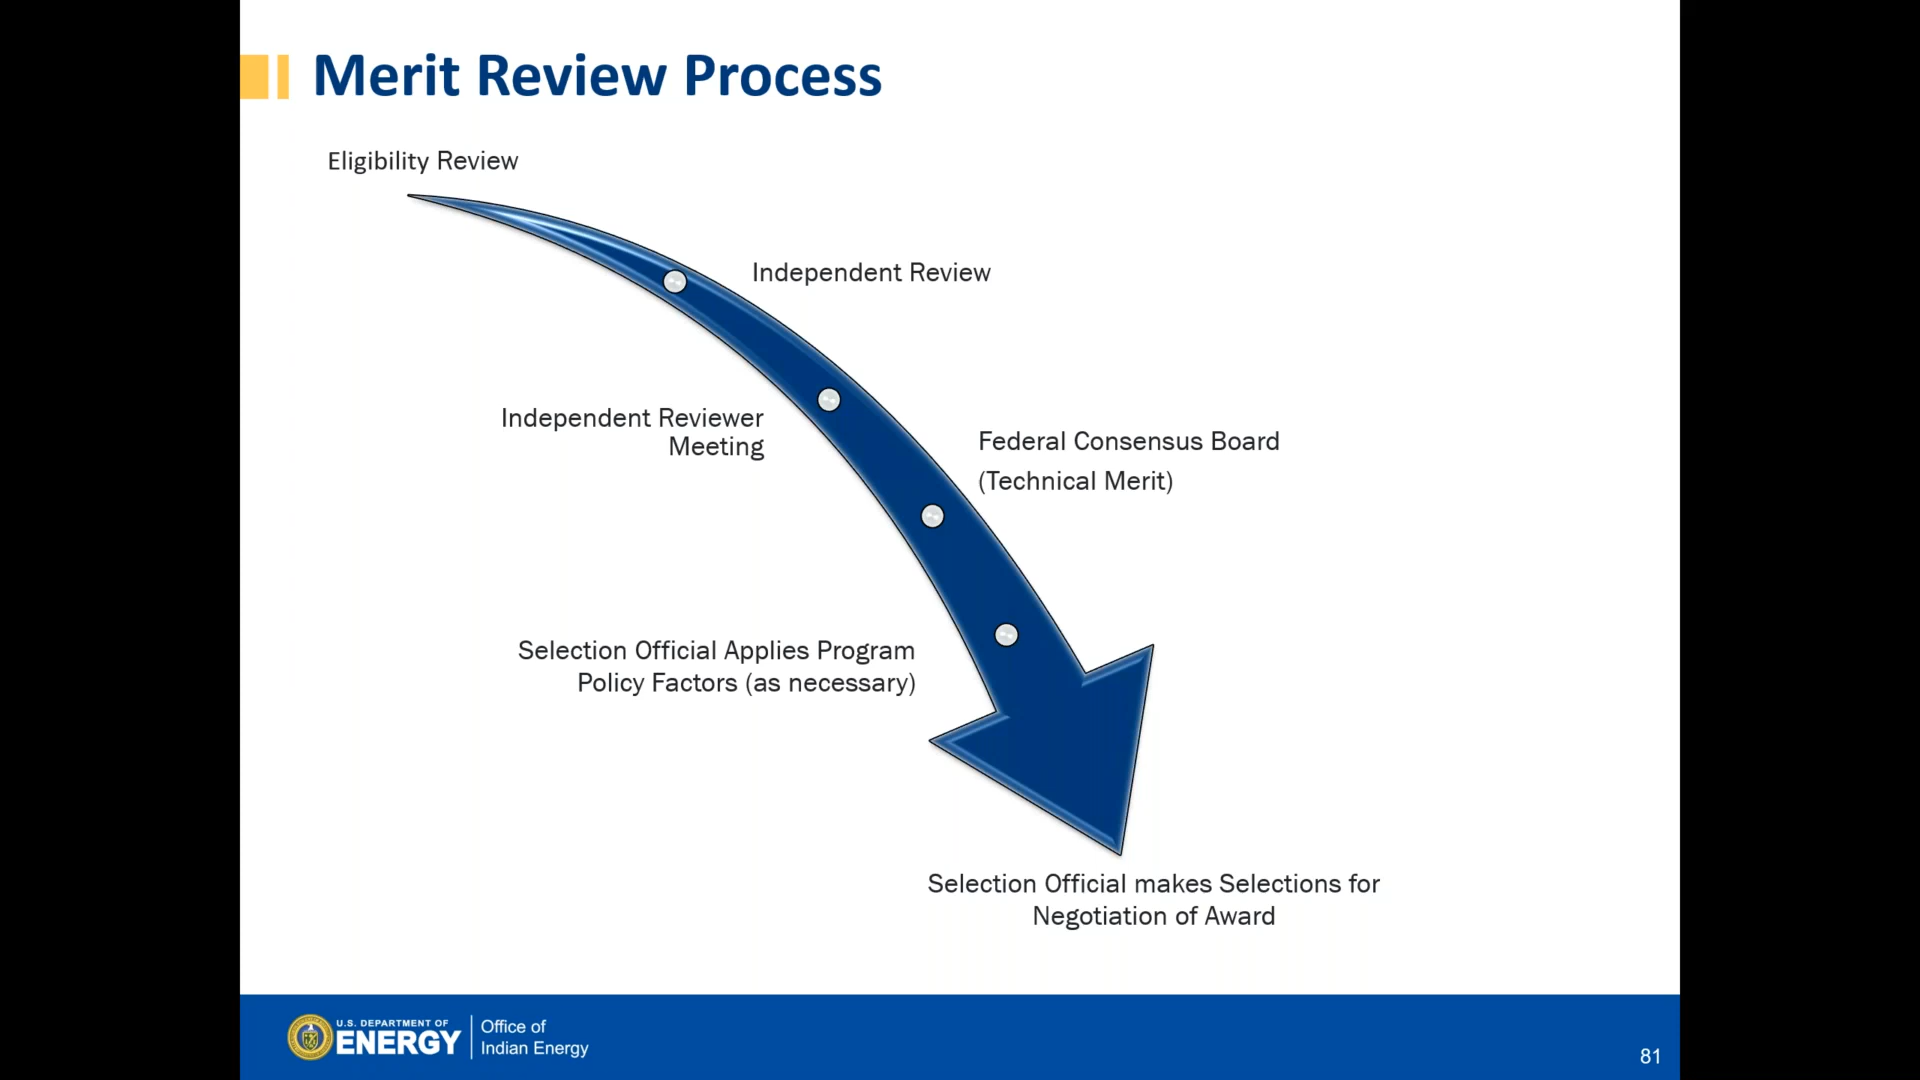 Merit Review Process
Eligibility Review
Independent Review
Independent Reviewer
Meeting
Federal Consensus Board
(Technical Merit)
Selection Official Applies Program
Policy Factors (as necessary)
Selection Official makes Selections for
Negotiation of Award
U.S. DEPARTMENT OF
ENERGY
Office of
Indian Energy
81